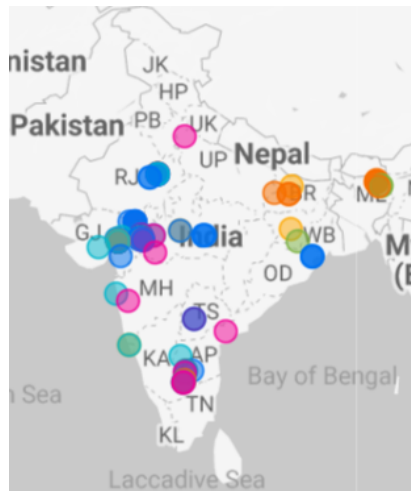 nistan
JK
HP
Pakistan
PB
UK
RJ
UP
Nepal
R
ME
N
GJ
India
WB
M
(E
OD
MH
TS
KA
AP
Bay of Bengal
n Sea
TN
KL
Laccadive Sea